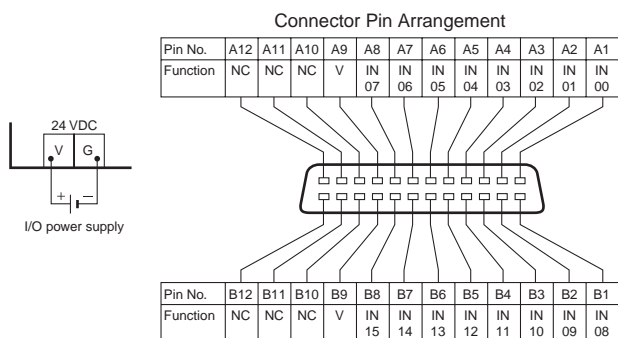 Connector Pin Arrangement
Pin No. A12 A11 A10 A9 A8 A7 A6 A5 A4 A3 A2 A1
Function NC NC NC V IN 07 IN 06 IN 05 IN 04 IN 03 IN 02 IN 01 IN 00
24 VDC
V G
+ −
I/O power supply
Pin No. B12 B11 B10 B9 B8 B7 B6 B5 B4 B3 B2 B1
Function NC NC NC V IN 15 IN 14 IN 13 IN 12 IN 11 IN 10 IN 09 IN 08